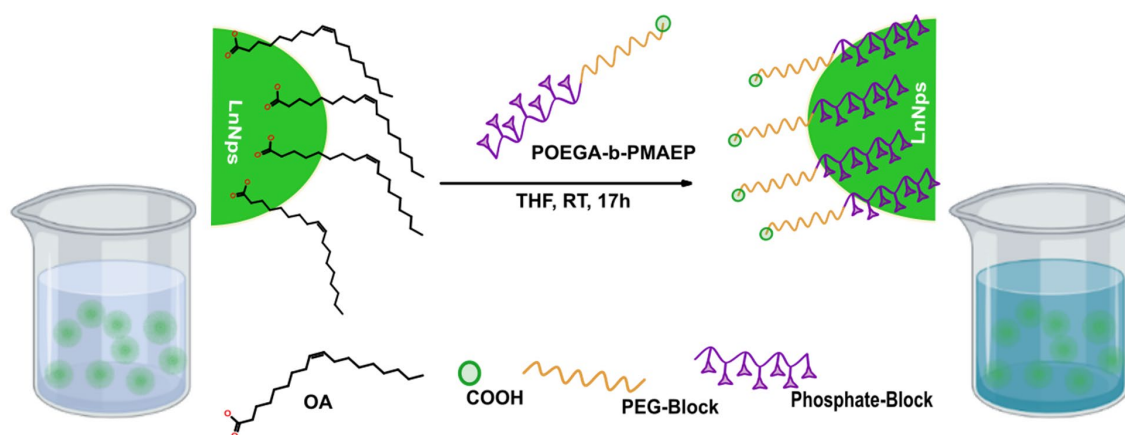 LnNps
POEGA-b-PMAEP
THF, RT, 17h
LnNps
O
O
O
O
O
O
O
O
OA
O
O
COOH
PEG-Block
Phosphate-Block